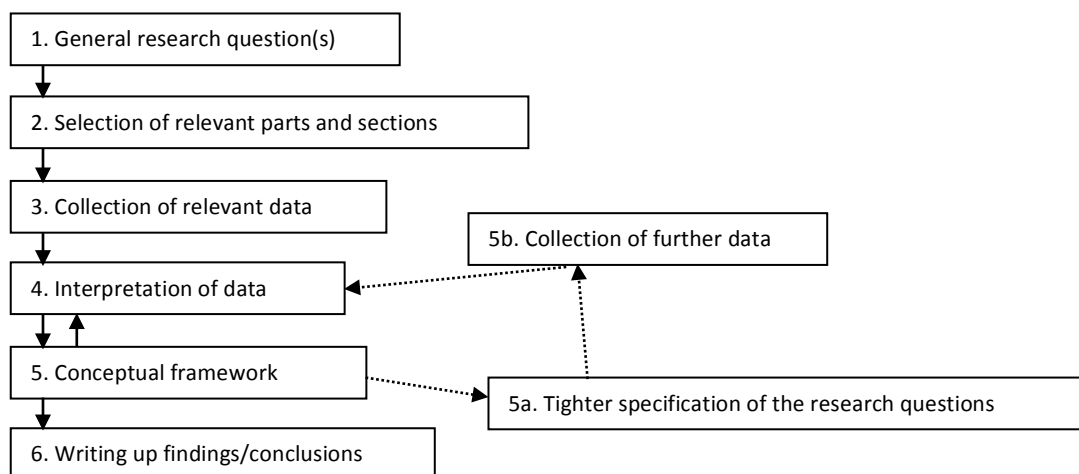 1. General research question(s)
2. Selection of relevant parts and sections
3. Collection of relevant data
5b. Collection of further data
4. Interpretation of data
5. Conceptual framework
5a. Tighter specification of the research questions
6. Writing up findings/conclusions